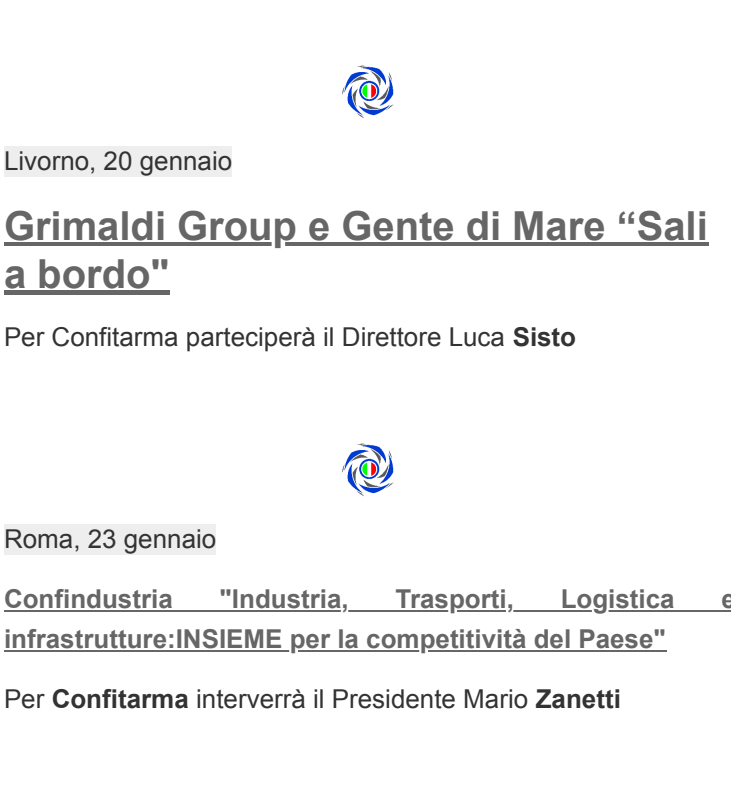 Livorno, 20 gennaio
Grimaldi Group e Gente di Mare “Sali
a bordo"
Per Confitarma parteciperà il Direttore Luca Sisto
Roma, 23 gennaio
Confindustria "Industria, Trasporti, Logistica e
infrastrutture:INSIEME per la competitività del Paese"
Per Confitarma interverrà il Presidente Mario Zanetti